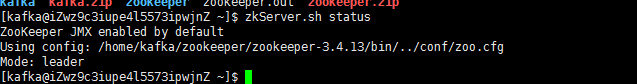 kafka kafka.zip zookeeper zookeeper.out zookeeper.zip
[kafka@iZwz9c3iupe4l5573ipwjnZ ~]$ zkServer.sh status
ZooKeeper JMX enabled by default
Using config: /home/kafka/zookeeper/zookeeper-3.4.13/bin/../conf/zoo.cfg
Mode: leader
[kafka@iZwz9c3iupe4l5573ipwjnZ ~]$